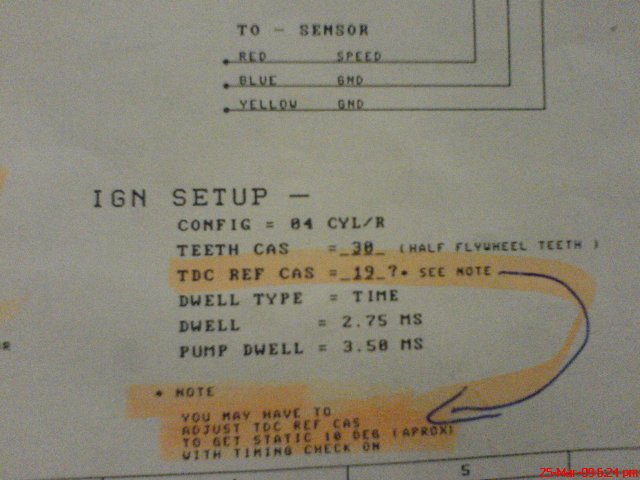 TO - SENSOR
RED SPEED
BLUE GND
YELLOW GND
IGN SETUP -
CONFIG = 04 CYL/R
TEETH CAS =_30_ (HALF FLYWHEEL TEETH )
TDC REF CAS =_19_?* SEE NOTE
DWELL TYPE = TIME
DWELL = 2.75 MS
PUMP DWELL = 3.50 MS
* NOTE
YOU MAY HAVE TO
ADJUST TDC REF CAS
TO GET STATIC 10 DEG (APROX)
WITH TIMING CHECK ON
5
25-Mar-09 6:24 pm